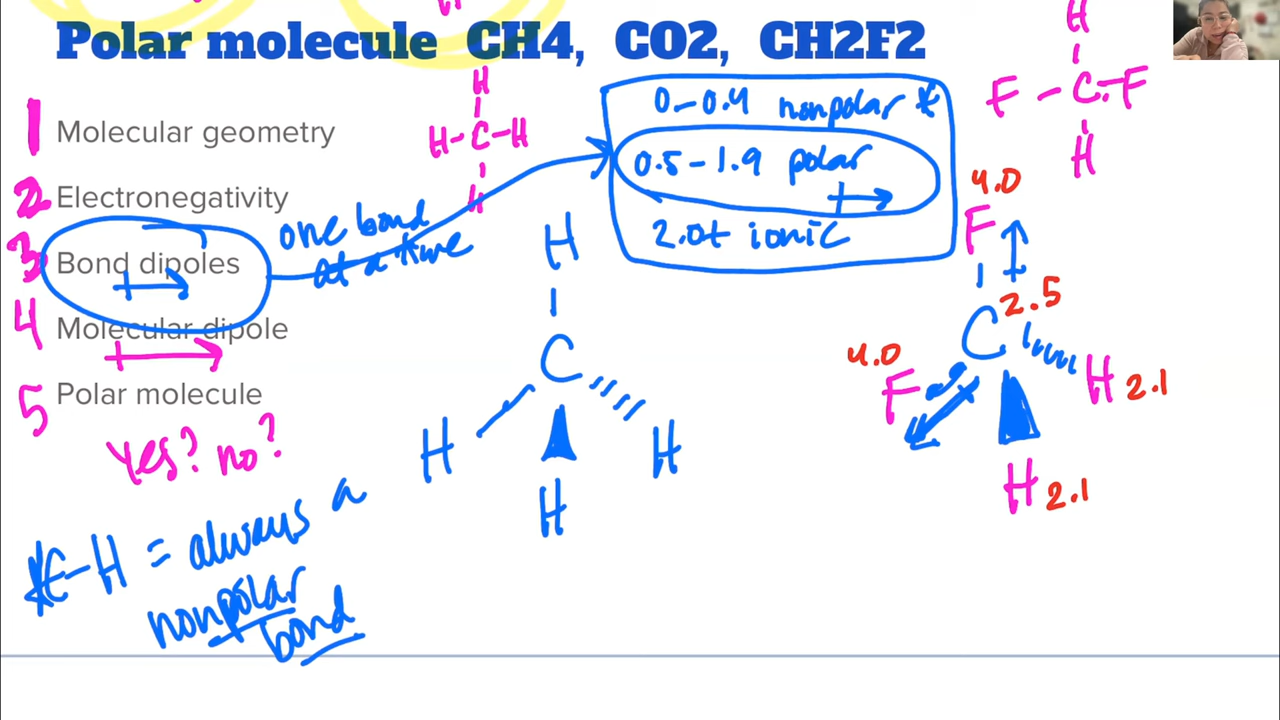 Polar molecule CH4, CO2, CH2F2
1 Molecular geometry
2 Electronegativity
3 Bond dipoles
4 Molecular dipole
5 Polar molecule
Yes? no?
one bond
at a time
0-0.4 nonpolar *
0.5-1.9 polar
2.0+ ionic
H
H-C-H
H
H
F-C-F
H
H
C
H
H
H
4.0
F
C 2.5
4.0
F
H 2.1
H 2.1
*C-H = always a
nonpolar
bond